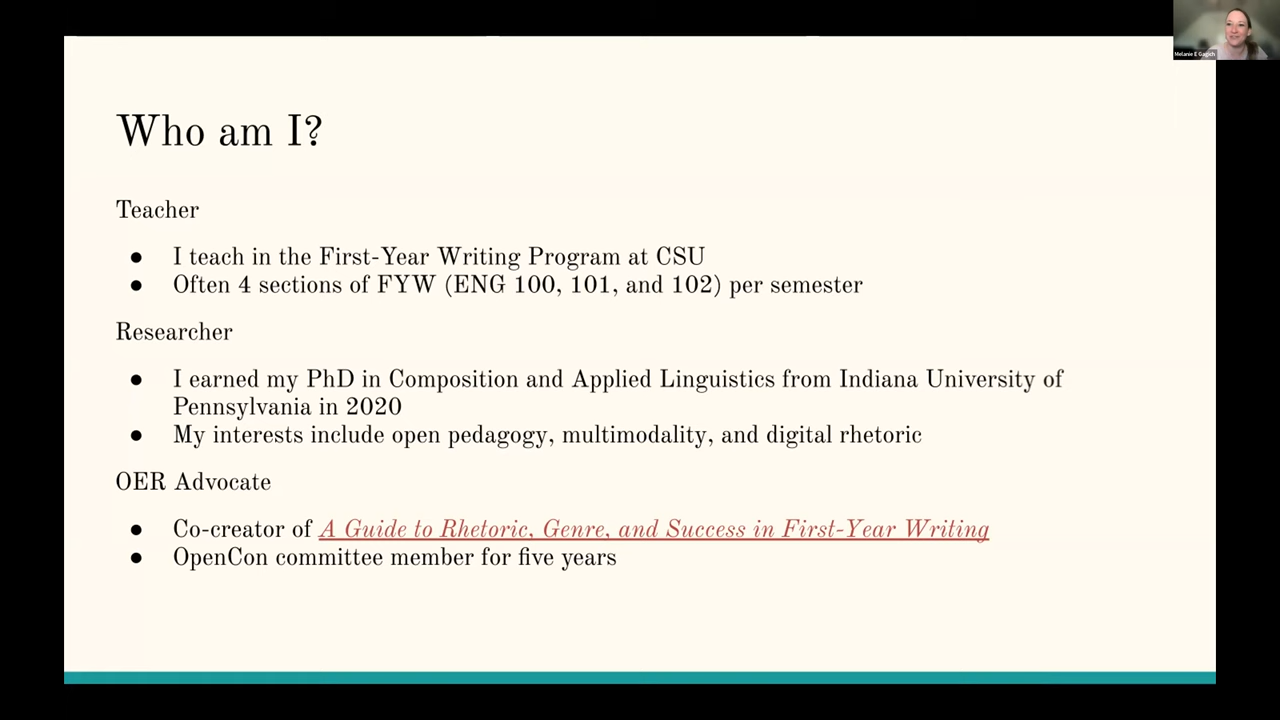 Melanie E Gagich
Who am I?
Teacher
● I teach in the First-Year Writing Program at CSU
● Often 4 sections of FYW (ENG 100, 101, and 102) per semester
Researcher
● I earned my PhD in Composition and Applied Linguistics from Indiana University of
Pennsylvania in 2020
● My interests include open pedagogy, multimodality, and digital rhetoric
OER Advocate
● Co-creator of A Guide to Rhetoric, Genre, and Success in First-Year Writing
● OpenCon committee member for five years